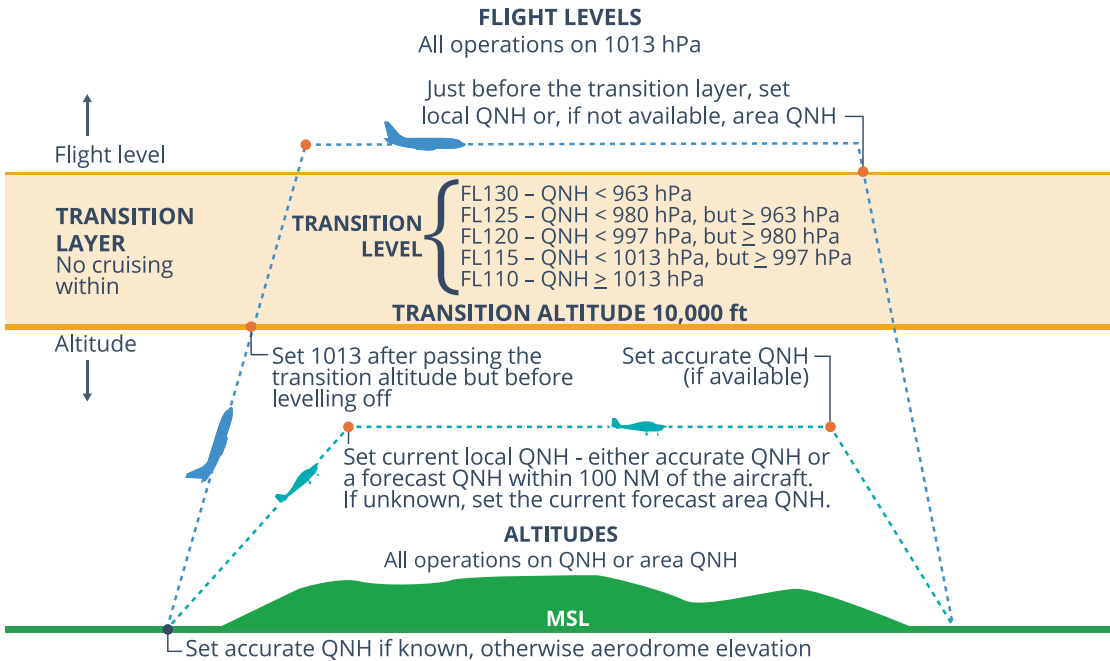 FLIGHT LEVELS
All operations on 1013 hPa
Just before the transition layer, set
local QNH or, if not available, area QNH
Flight level
TRANSITION
LAYER
No cruising
within
TRANSITION
LEVEL
FL130 – QNH < 963 hPa
FL125 – QNH < 980 hPa, but ≥ 963 hPa
FL120 – QNH < 997 hPa, but ≥ 980 hPa
FL115 – QNH < 1013 hPa, but ≥ 997 hPa
FL110 – QNH ≥ 1013 hPa
TRANSITION ALTITUDE 10,000 ft
Altitude
Set 1013 after passing the
transition altitude but before
levelling off
Set accurate QNH
(if available)
Set current local QNH - either accurate QNH or
a forecast QNH within 100 NM of the aircraft.
If unknown, set the current forecast area QNH.
ALTITUDES
All operations on QNH or area QNH
MSL
Set accurate QNH if known, otherwise aerodrome elevation